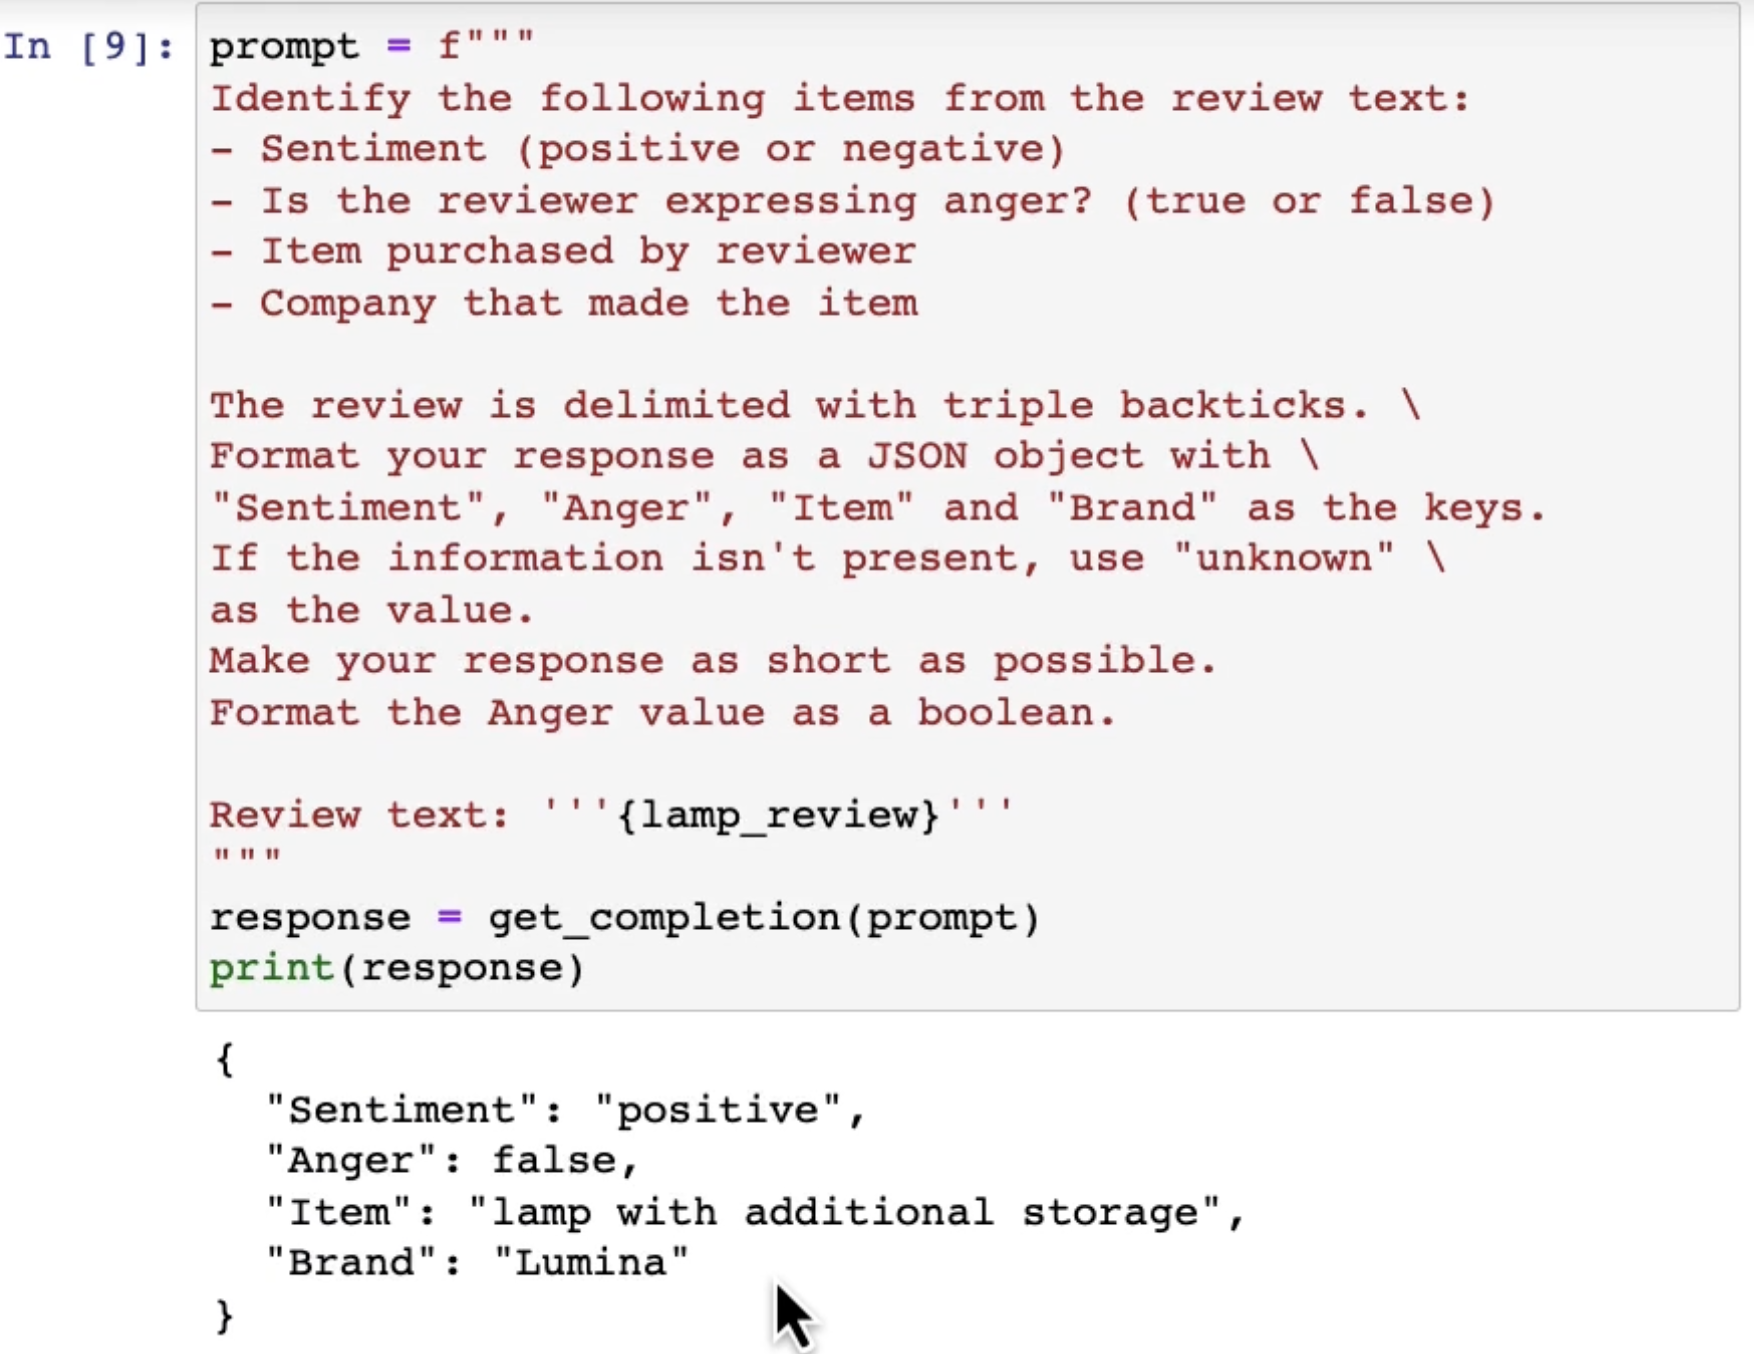 In [9]: prompt = f"""
Identify the following items from the review text:
- Sentiment (positive or negative)
- Is the reviewer expressing anger? (true or false)
- Item purchased by reviewer
- Company that made the item

The review is delimited with triple backticks. \
Format your response as a JSON object with \
"Sentiment", "Anger", "Item" and "Brand" as the keys.
If the information isn't present, use "unknown" \
as the value.
Make your response as short as possible.
Format the Anger value as a boolean.

Review text: '''{lamp_review}'''
"""
response = get_completion(prompt)
print(response)
{
  "Sentiment": "positive",
  "Anger": false,
  "Item": "lamp with additional storage",
  "Brand": "Lumina"
}